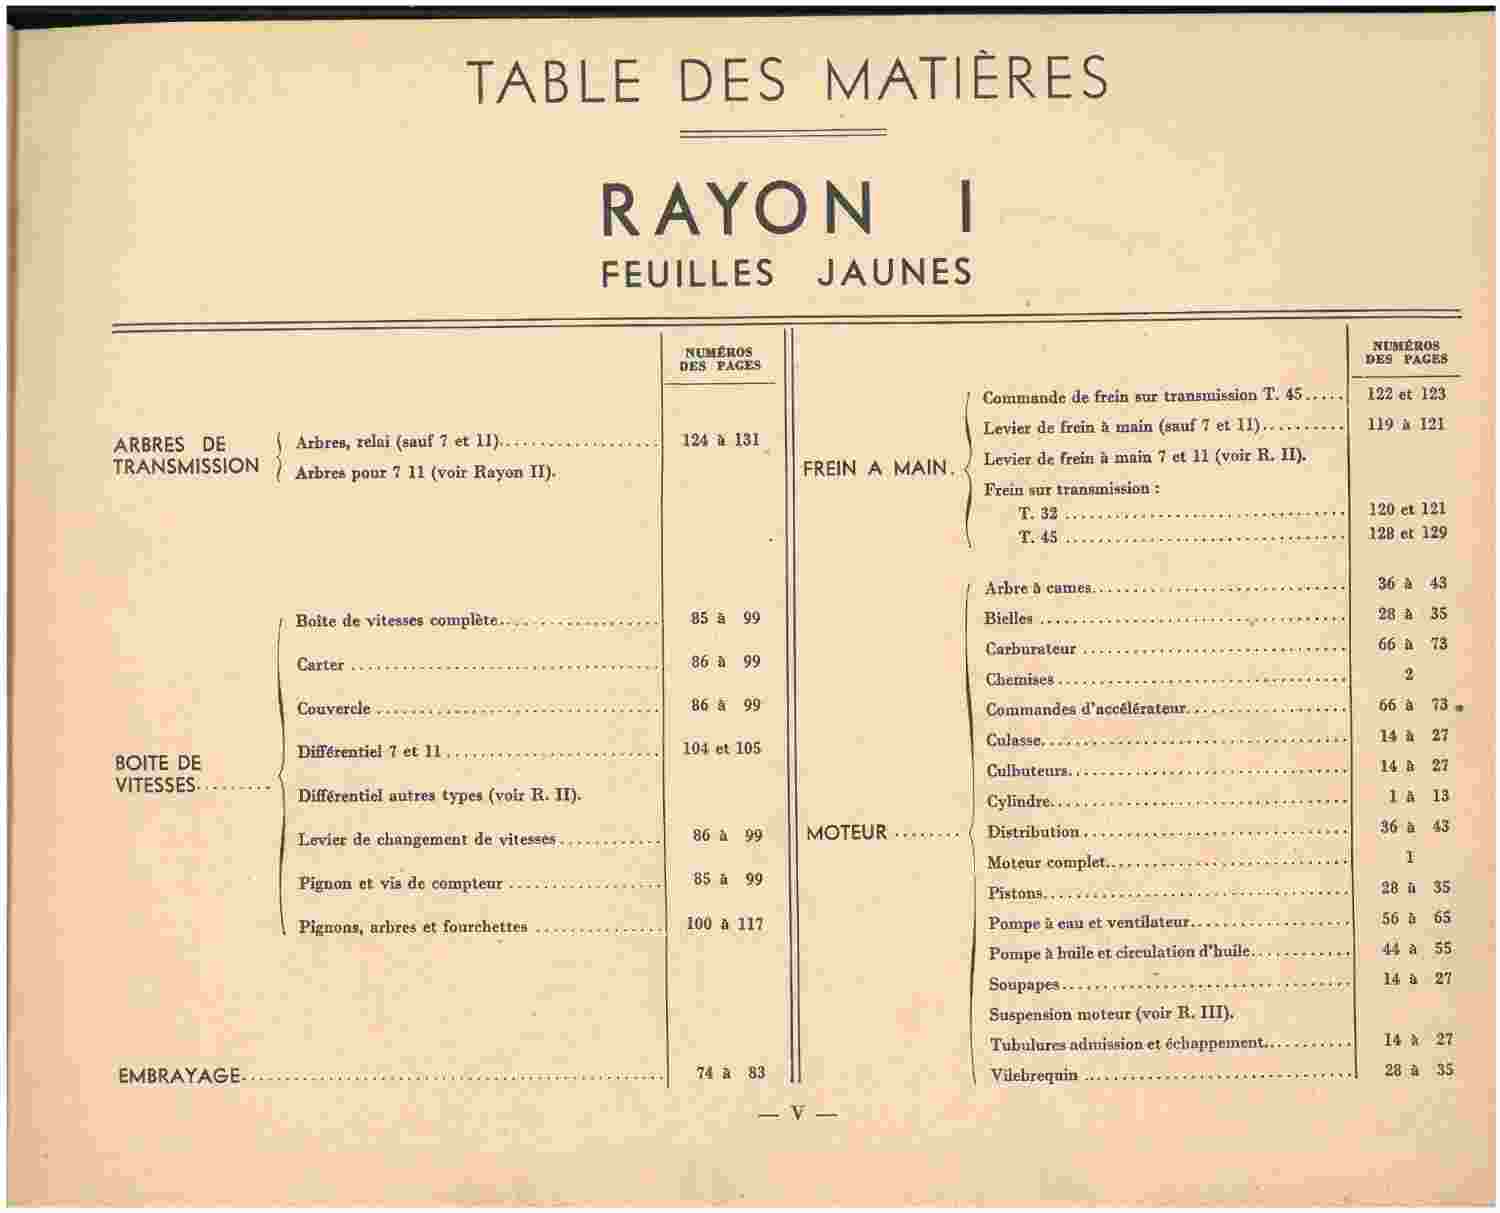 TABLE DES MATIÈRES
RAYON I
FEUILLES JAUNES
NUMÉROS
DES PAGES
ARBRES DE
TRANSMISSION
Arbres, relai (sauf 7 et 11).................... 124 à 131
Arbres pour 7 11 (voir Rayon II).
BOITE DE
VITESSES.........
Boîte de vitesses complète.................... 85 à 99
Carter .................... 86 à 99
Couvercle .................... 86 à 99
Différentiel 7 et 11 .................... 104 et 105
Différentiel autres types (voir R. II).
Levier de changement de vitesses............ 86 à 99
Pignon et vis de compteur .................. 85 à 99
Pignons, arbres et fourchettes ............... 100 à 117
EMBRAYAGE.................... 74 à 83
NUMÉROS
DES PAGES
FREIN A MAIN.
Commande de frein sur transmission T. 45..... 122 et 123
Levier de frein à main (sauf 7 et 11).......... 119 à 121
Levier de frein à main 7 et 11 (voir R. II).
Frein sur transmission :
T. 32 .................... 120 et 121
T. 45 .................... 128 et 129
MOTEUR ........
Arbre à cames.................... 36 à 43
Bielles .................... 28 à 35
Carburateur .................... 66 à 73
Chemises.................... 2
Commandes d'accélérateur.................... 66 à 73
Culasse.................... 14 à 27
Culbuteurs.................... 14 à 27
Cylindre.................... 1 à 13
Distribution.................... 36 à 43
Moteur complet.................... 1
Pistons.................... 28 à 35
Pompe à eau et ventilateur.................... 56 à 65
Pompe à huile et circulation d'huile............ 44 à 55
Soupapes.................... 14 à 27
Suspension moteur (voir R. III).
Tubulures admission et échappement........... 14 à 27
Vilebrequin .................... 28 à 35
— V —